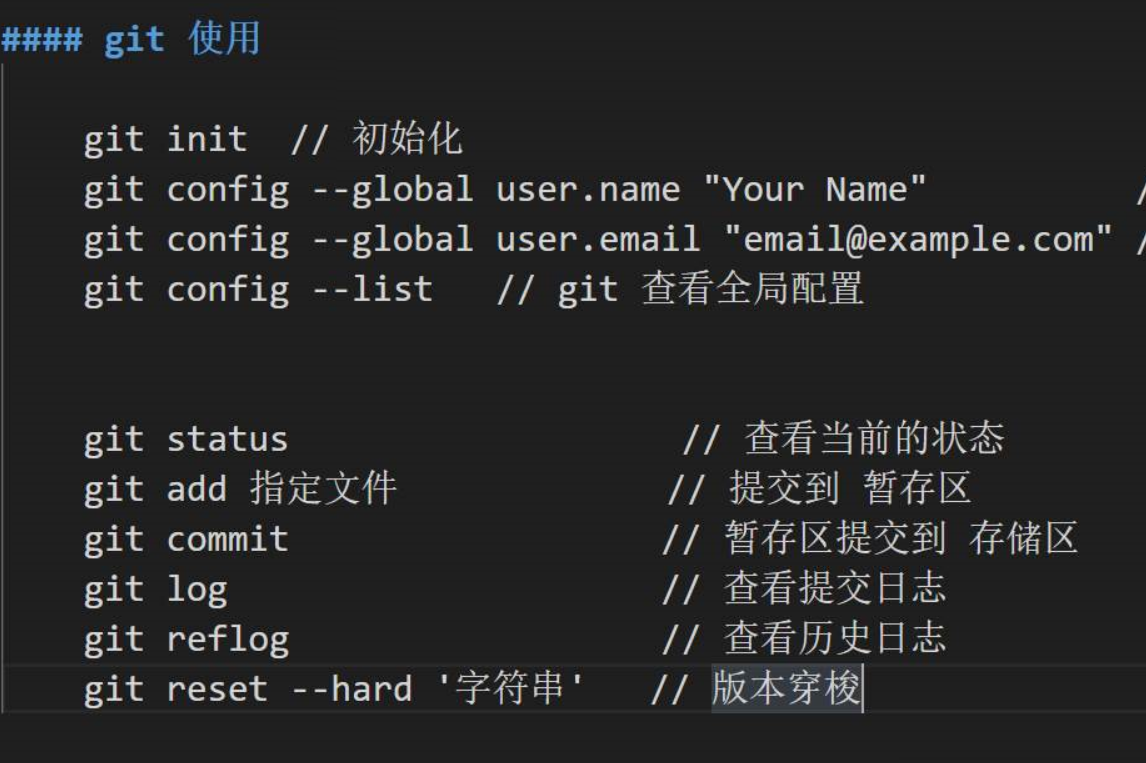 #### git 使用
git init // 初始化
git config --global user.name "Your Name" /
git config --global user.email "email@example.com" /
git config --list // git 查看全局配置
git status // 查看当前的状态
git add 指定文件 // 提交到 暂存区
git commit // 暂存区提交到 存储区
git log // 查看提交日志
git reflog // 查看历史日志
git reset --hard '字符串' // 版本穿梭